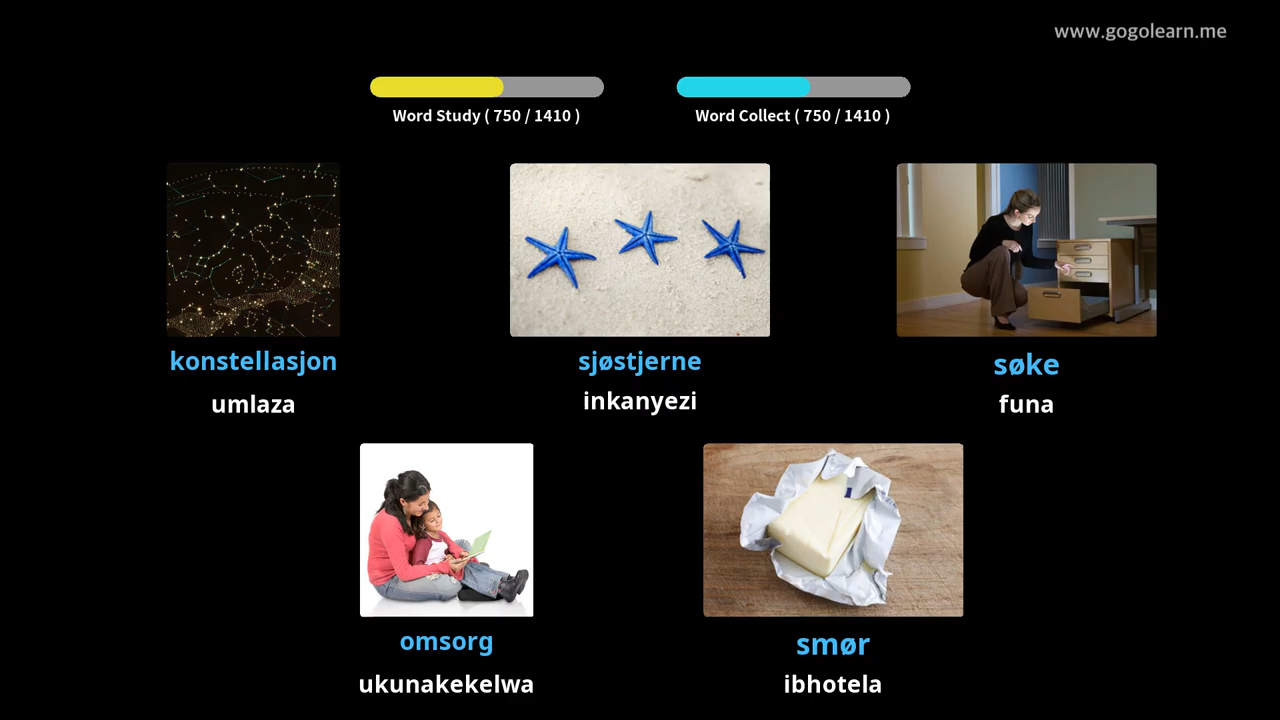 www.gogolearn.me
Word Study ( 750 / 1410 )
Word Collect ( 750 / 1410 )
konstellasjon
umlaza
sjøstjerne
inkanyezi
søke
funa
omsorg
ukunakekelwa
smør
ibhotela